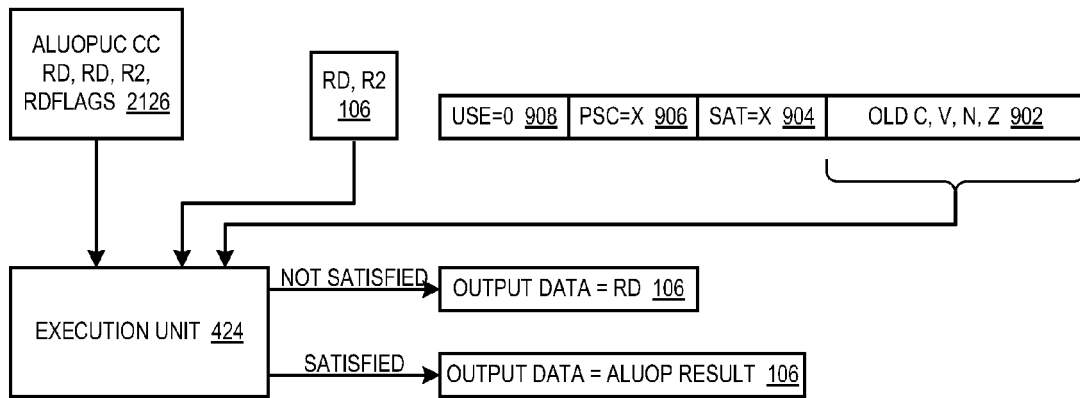 ALUOPUC CC
RD, RD, R2,
RDFLAGS 2126
RD, R2
106
USE=0 908
PSC=X 906
SAT=X 904
OLD C, V, N, Z 902
EXECUTION UNIT 424
NOT SATISFIED
OUTPUT DATA = RD 106
SATISFIED
OUTPUT DATA = ALUOP RESULT 106